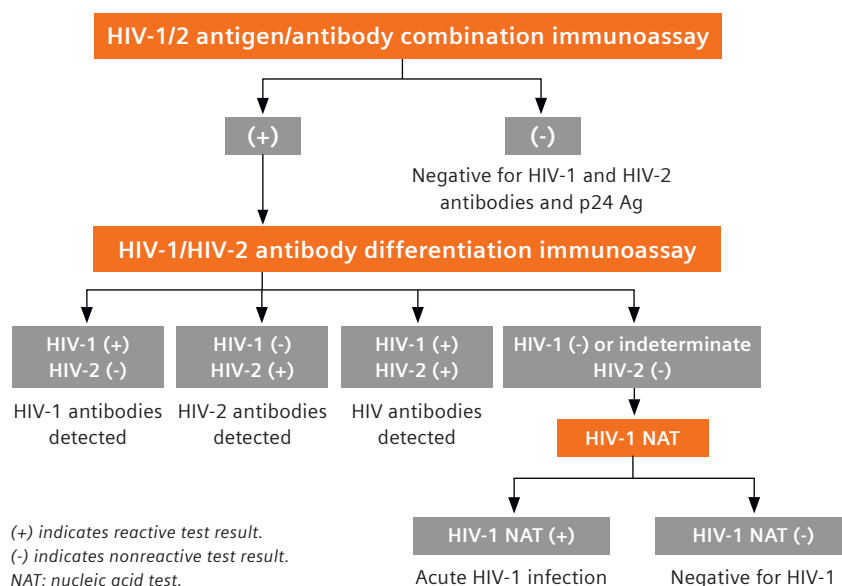 HIV-1/2 antigen/antibody combination immunoassay
(+)
(-)
Negative for HIV-1 and HIV-2
antibodies and p24 Ag
HIV-1/HIV-2 antibody differentiation immunoassay
HIV-1 (+)
HIV-2 (-)
HIV-1 antibodies
detected
HIV-1 (-)
HIV-2 (+)
HIV-2 antibodies
detected
HIV-1 (+)
HIV-2 (+)
HIV antibodies
detected
HIV-1 (-) or indeterminate
HIV-2 (-)
HIV-1 NAT
HIV-1 NAT (+)
Acute HIV-1 infection
HIV-1 NAT (-)
Negative for HIV-1
(+) indicates reactive test result.
(-) indicates nonreactive test result.
NAT: nucleic acid test.